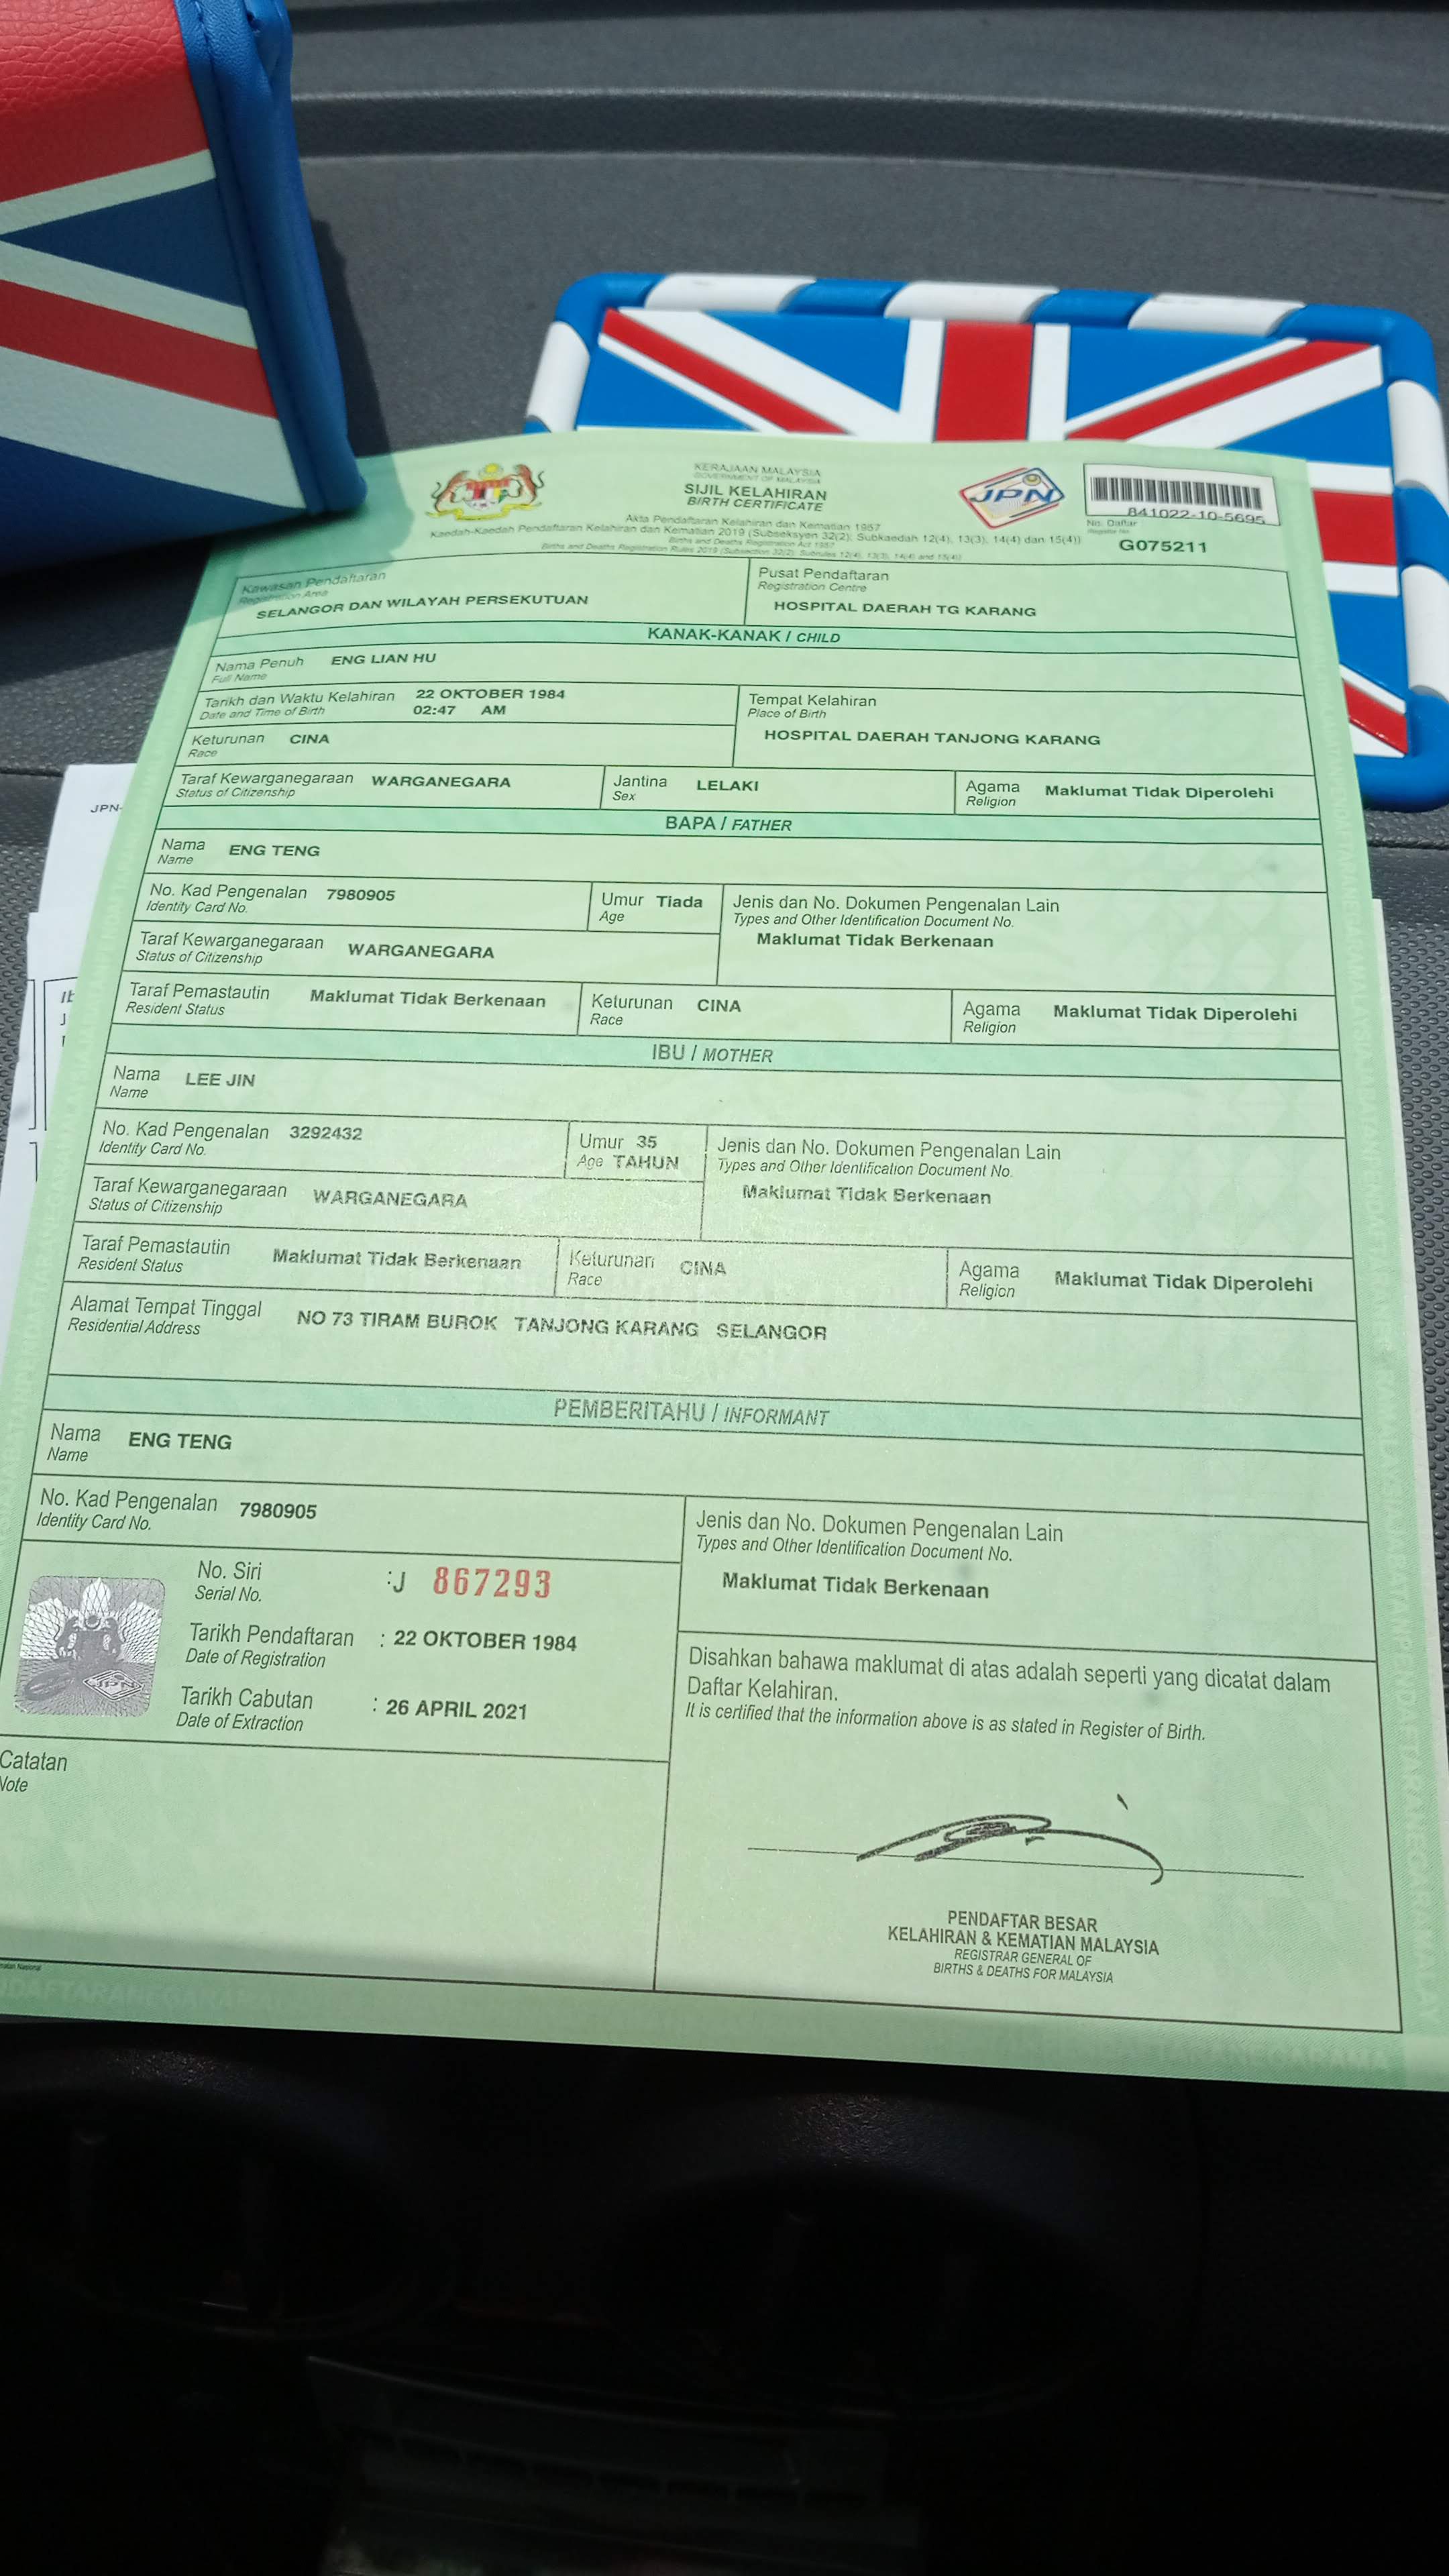 KERAJAAN MALAYSIA
GOVERNMENT OF MALAYSIA
SIJIL KELAHIRAN
BIRTH CERTIFICATE
Akta Pendaftaran Kelahiran dan Kematian 1957
Kaedah-Kaedah Pendaftaran Kelahiran dan Kematian 2019 (Subseksyen 32(2), Subkaedah 12(4), 13(3), 14(4) dan 15(4))
Births and Deaths Registration Act 1957
Births and Deaths Registration Rules 2019 (Subsection 32(2), Subrules 12(4), 13(3), 14(4) and 15(4))
JPN
841022-10-5695
No. Daftar
Register No.
G075211
Kawasan Pendaftaran
Registration Area
SELANGOR DAN WILAYAH PERSEKUTUAN
Pusat Pendaftaran
Registration Centre
HOSPITAL DAERAH TG KARANG
KANAK-KANAK / CHILD
Nama Penuh ENG LIAN HU
Full Name
Tarikh dan Waktu Kelahiran 22 OKTOBER 1984
Date and Time of Birth 02:47 AM
Tempat Kelahiran
Place of Birth
HOSPITAL DAERAH TANJONG KARANG
Keturunan CINA
Race
Taraf Kewarganegaraan WARGANEGARA
Status of Citizenship
Jantina LELAKI
Sex
Agama Maklumat Tidak Diperolehi
Religion
JPN-
BAPA / FATHER
Nama ENG TENG
Name
No. Kad Pengenalan 7980905
Identity Card No.
Umur Tiada
Age
Jenis dan No. Dokumen Pengenalan Lain
Types and Other Identification Document No.
Maklumat Tidak Berkenaan
Taraf Kewarganegaraan WARGANEGARA
Status of Citizenship
Taraf Pemastautin Maklumat Tidak Berkenaan
Resident Status
Keturunan CINA
Race
Agama Maklumat Tidak Diperolehi
Religion
IBU / MOTHER
Nama LEE JIN
Name
No. Kad Pengenalan 3292432
Identity Card No.
Umur 35
Age TAHUN
Jenis dan No. Dokumen Pengenalan Lain
Types and Other Identification Document No.
Maklumat Tidak Berkenaan
Taraf Kewarganegaraan WARGANEGARA
Status of Citizenship
Taraf Pemastautin Maklumat Tidak Berkenaan
Resident Status
Keturunan CINA
Race
Agama Maklumat Tidak Diperolehi
Religion
Alamat Tempat Tinggal NO 73 TIRAM BUROK TANJONG KARANG SELANGOR
Residential Address
PEMBERITAHU / INFORMANT
Nama ENG TENG
Name
No. Kad Pengenalan 7980905
Identity Card No.
Jenis dan No. Dokumen Pengenalan Lain
Types and Other Identification Document No.
Maklumat Tidak Berkenaan
No. Siri :J 867293
Serial No.
Tarikh Pendaftaran : 22 OKTOBER 1984
Date of Registration
Tarikh Cabutan : 26 APRIL 2021
Date of Extraction
JPN
Disahkan bahawa maklumat di atas adalah seperti yang dicatat dalam
Daftar Kelahiran.
It is certified that the information above is as stated in Register of Birth.
Catatan
Note
PENDAFTAR BESAR
KELAHIRAN & KEMATIAN MALAYSIA
REGISTRAR GENERAL OF
BIRTHS & DEATHS FOR MALAYSIA